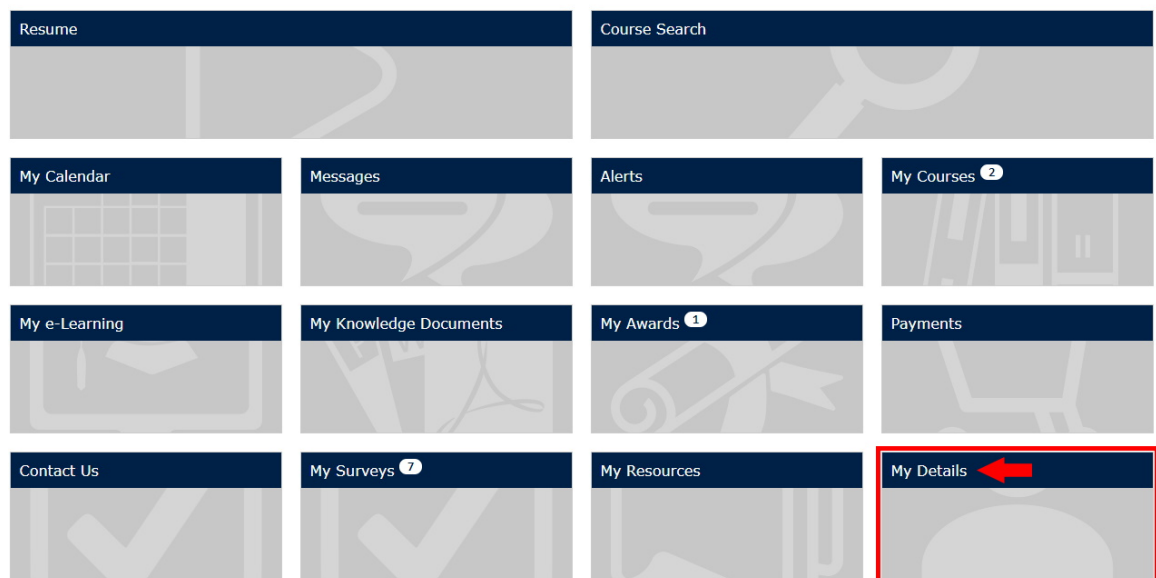 Resume
Course Search
My Calendar
Messages
Alerts
My Courses 2
My e-Learning
My Knowledge Documents
My Awards 1
Payments
Contact Us
My Surveys 7
My Resources
My Details